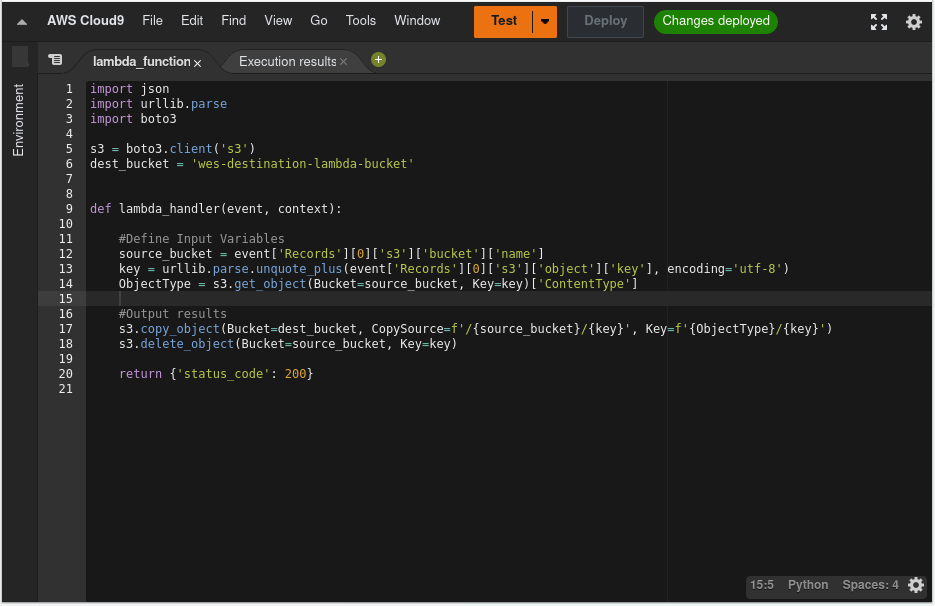 AWS Cloud9 File Edit Find View Go Tools Window Test Deploy Changes deployed
lambda_function × Execution results ×
Environment
1 import json
2 import urllib.parse
3 import boto3
4
5 s3 = boto3.client('s3')
6 dest_bucket = 'wes-destination-lambda-bucket'
7
8
9 def lambda_handler(event, context):
10
11     #Define Input Variables
12     source_bucket = event['Records'][0]['s3']['bucket']['name']
13     key = urllib.parse.unquote_plus(event['Records'][0]['s3']['object']['key'], encoding='utf-8')
14     ObjectType = s3.get_object(Bucket=source_bucket, Key=key)['ContentType']
15
16     #Output results
17     s3.copy_object(Bucket=dest_bucket, CopySource=f'/{source_bucket}/{key}', Key=f'{ObjectType}/{key}')
18     s3.delete_object(Bucket=source_bucket, Key=key)
19
20     return {'status_code': 200}
21
15:5 Python Spaces: 4